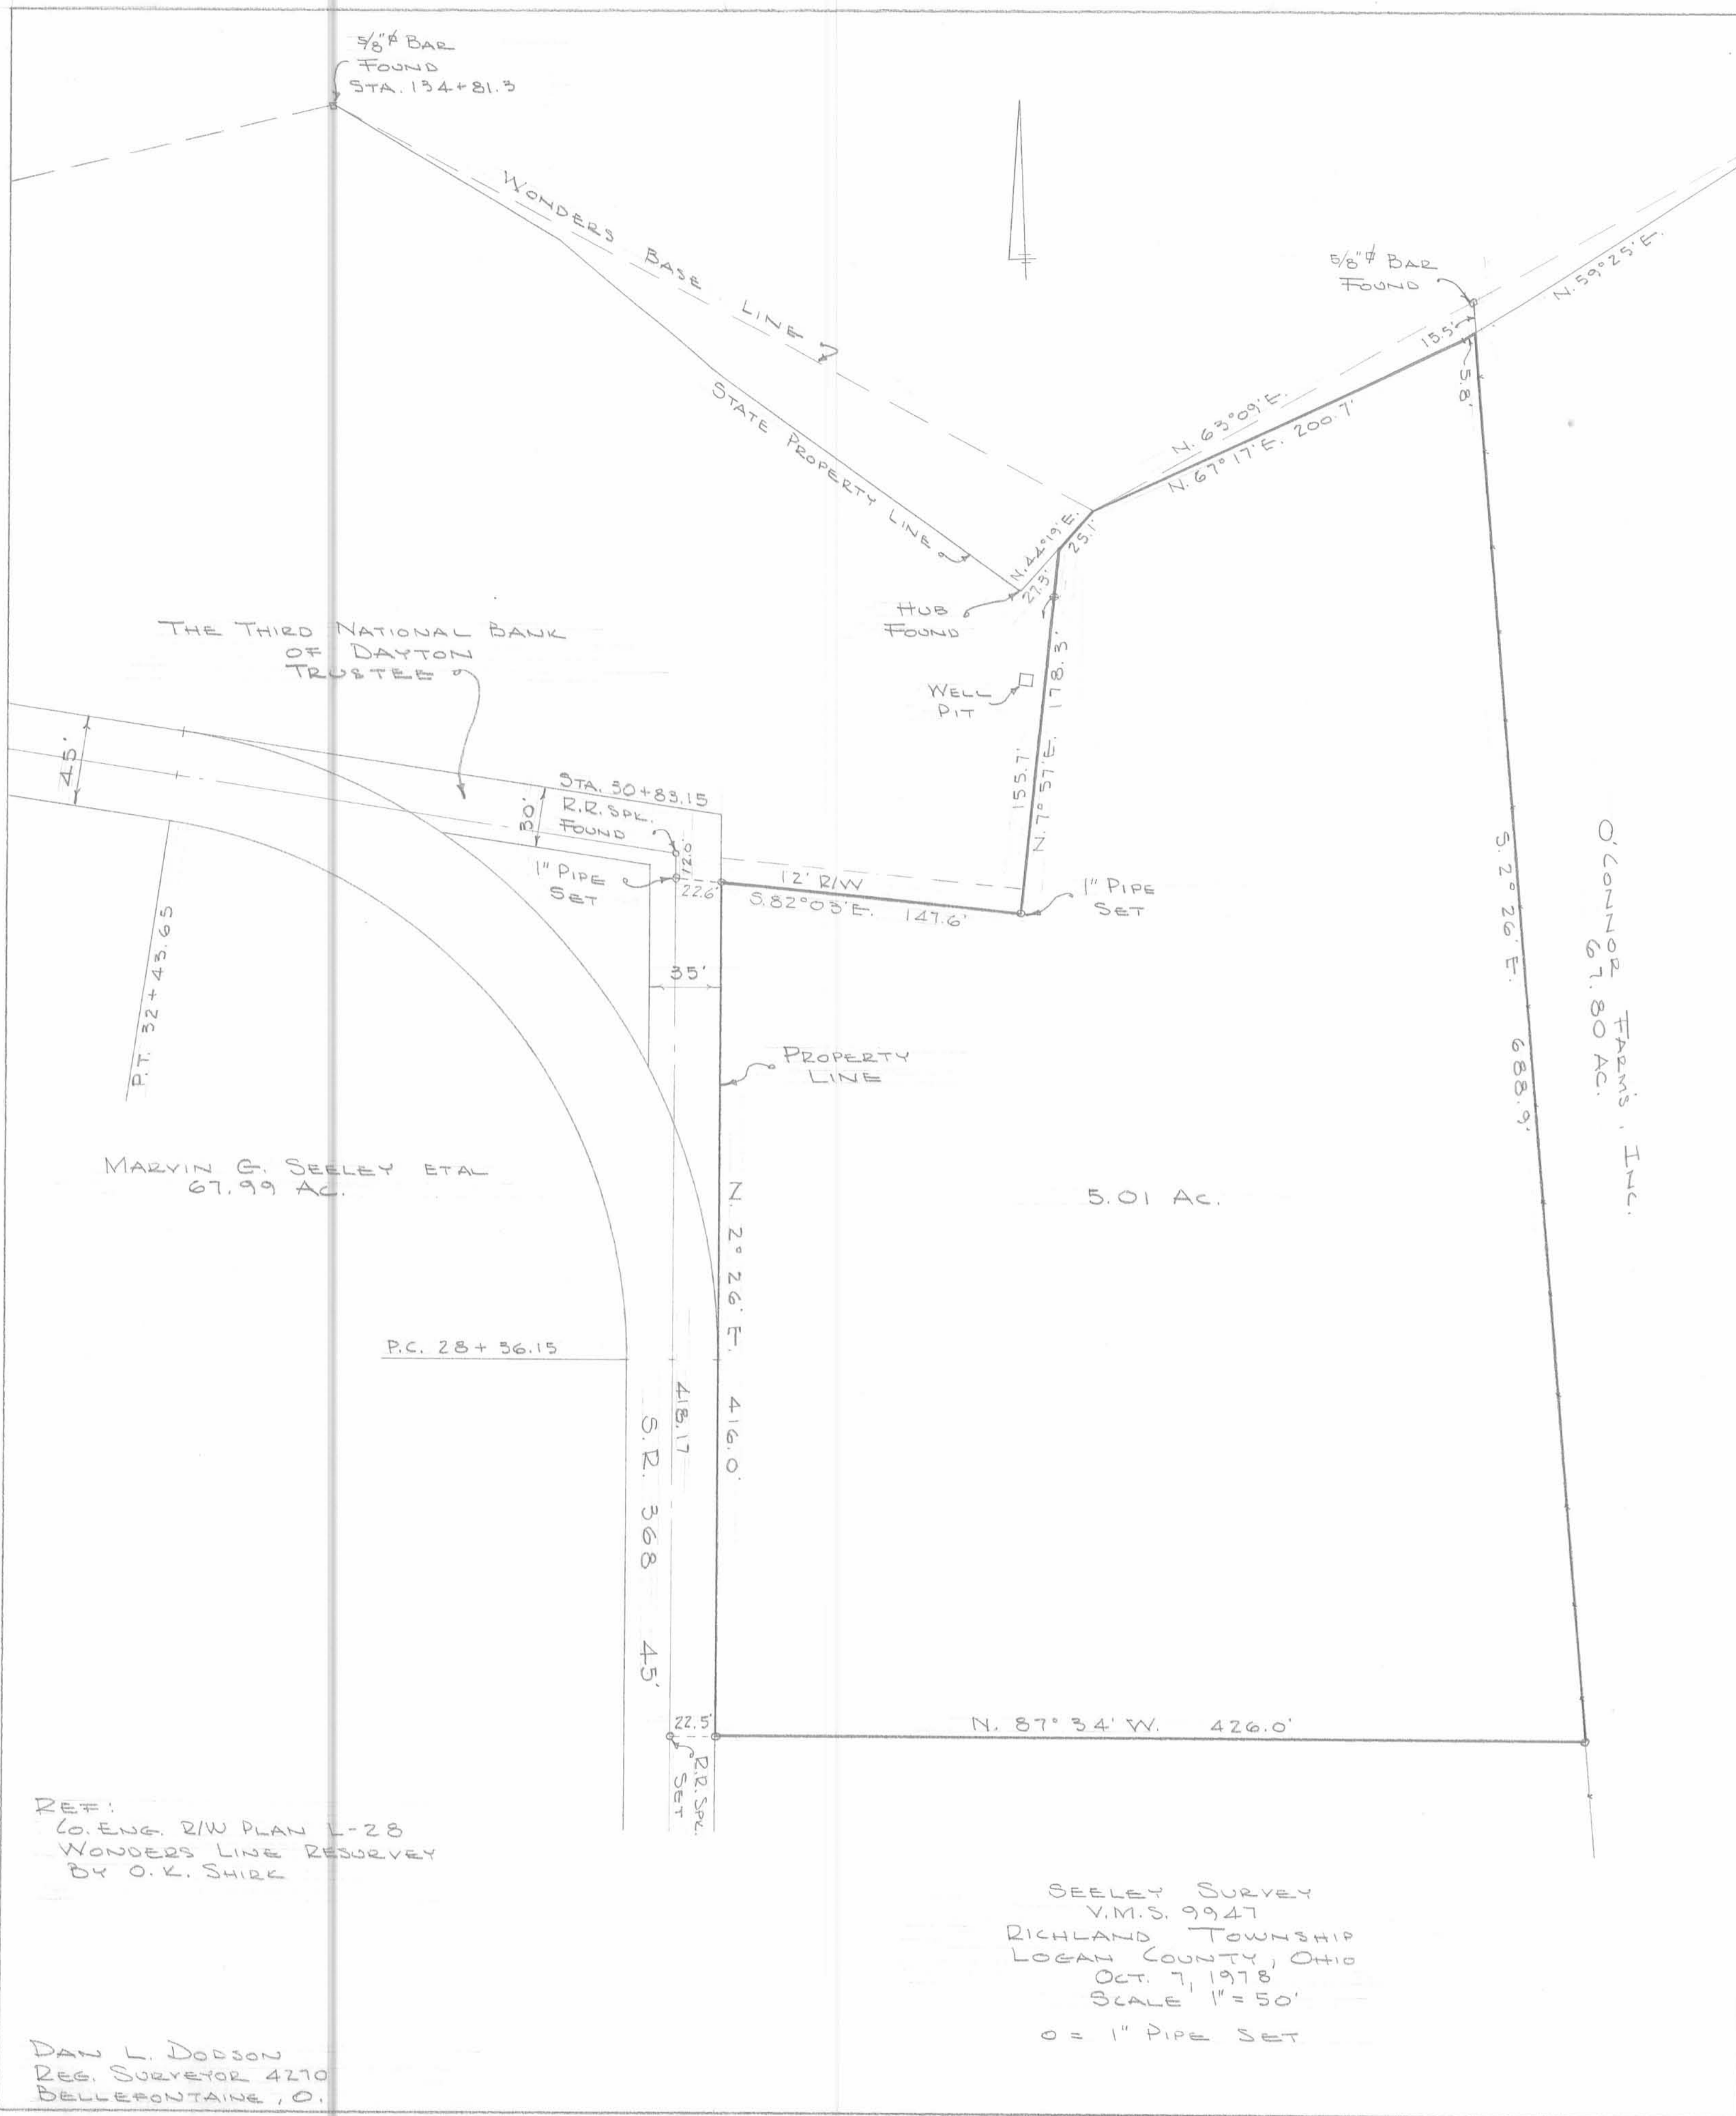 5/8"⌀ BAR
FOUND
STA. 134+81.3
WONDERS BASE LINE
STATE PROPERTY LINE
5/8"⌀ BAR
FOUND
N. 59°25' E.
15.5'
5.8'
N. 63°09' E.
N. 67°17' E. 200.7'
N. 44°19' E.
25.1'
27.3'
HUB
FOUND
WELL
PIT
N. 7°57' E. 178.3'
155.7'
THE THIRD NATIONAL BANK
OF DAYTON
TRUSTEE
45'
STA. 30+83.15
R.R. SPK.
FOUND
30'
12.0'
1" PIPE
SET
22.6'
12' R/W
S. 82°03' E. 147.6'
1" PIPE
SET
35'
P.T. 32+43.65
PROPERTY
LINE
S. 2°26' E. 688.9'
O'CONNOR FARMS, INC.
67.80 AC.
MARVIN G. SEELEY ETAL
67.99 AC.
5.01 AC.
N. 2°26' E. 416.0'
P.C. 28+36.15
418.17
S.R. 368 45'
22.5'
R.R. SPK.
SET
N. 87°34' W. 426.0'
REF:
CO. ENG. R/W PLAN L-28
WONDERS LINE RESURVEY
BY O.K. SHIRK
SEELEY SURVEY
V.M.S. 9947
RICHLAND TOWNSHIP
LOGAN COUNTY, OHIO
OCT. 7, 1978
SCALE 1" = 50'
o = 1" PIPE SET
DAN L. DODSON
REG. SURVEYOR 4270
BELLEFONTAINE, O.